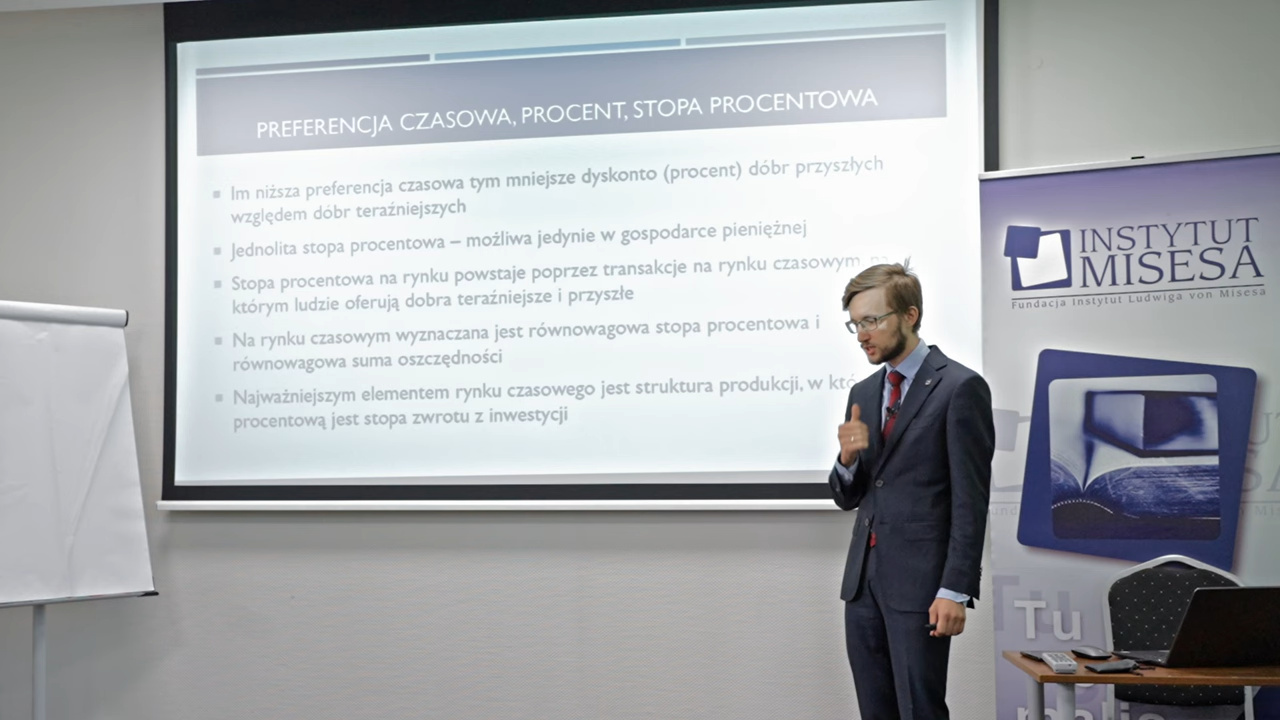 PREFERENCJA CZASOWA, PROCENT, STOPA PROCENTOWA
Im niższa preferencja czasowa tym mniejsze dyskonto (procent) dóbr przyszłych
względem dóbr teraźniejszych
Jednolita stopa procentowa – możliwa jedynie w gospodarce pieniężnej
Stopa procentowa na rynku powstaje poprzez transakcje na rynku czasowym, na
którym ludzie oferują dobra teraźniejsze i przyszłe
Na rynku czasowym wyznaczana jest równowagowa stopa procentowa i
równowagowa suma oszczędności
Najważniejszym elementem rynku czasowego jest struktura produkcji, w
procentową jest stopa zwrotu z inwestycji
INSTYTUT
MISESA
Fundacja Instytut Ludwiga von Misesa
Tu